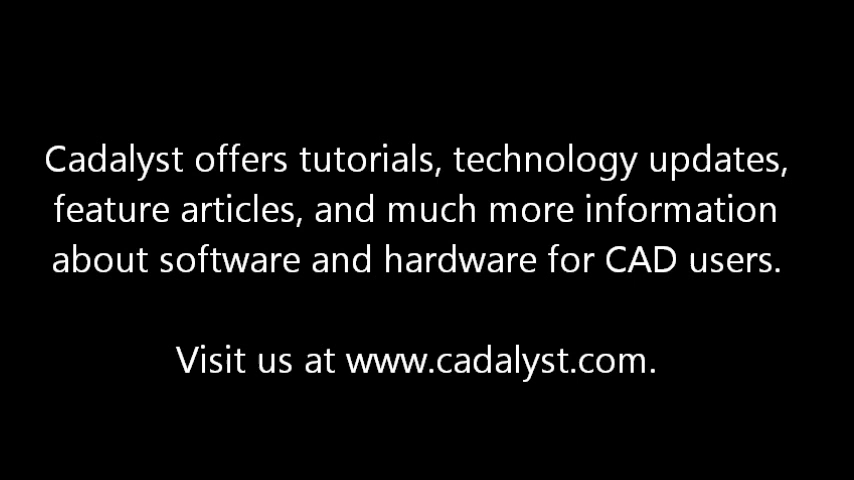 Cadalyst offers tutorials, technology updates,
feature articles, and much more information
about software and hardware for CAD users.
Visit us at www.cadalyst.com.